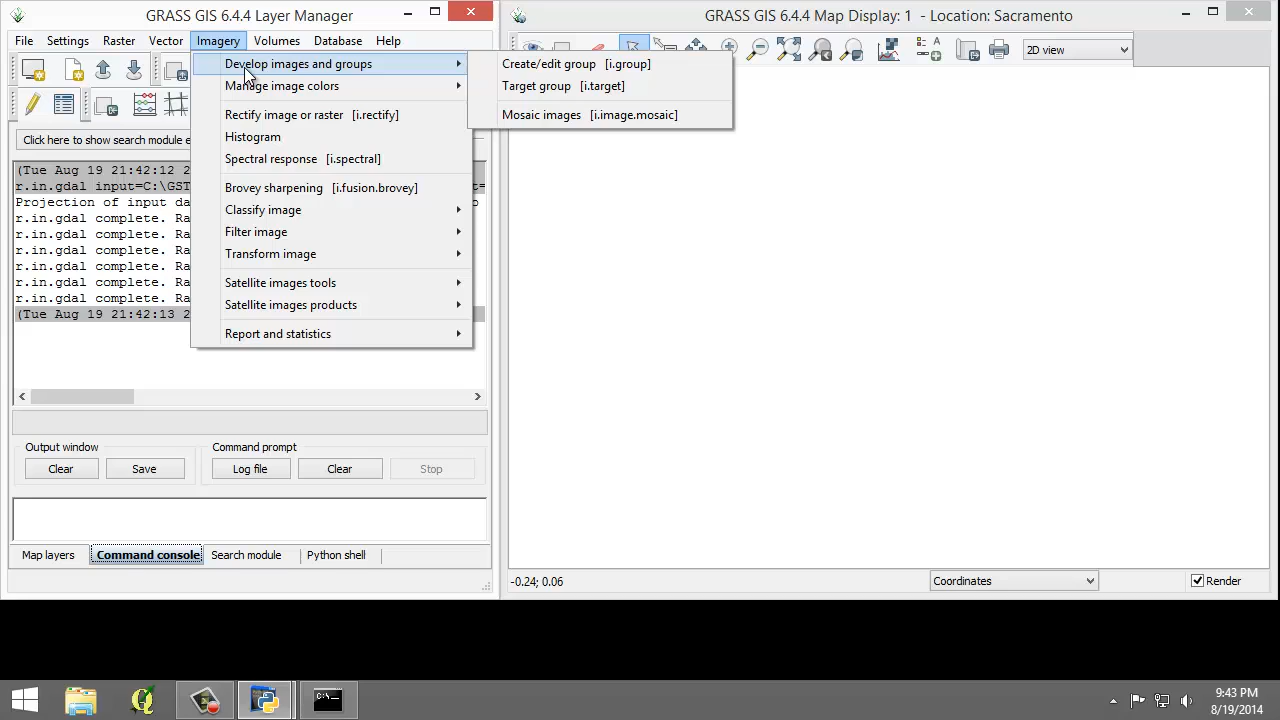 GRASS GIS 6.4.4 Layer Manager
File Settings Raster Vector Imagery Volumes Database Help
Develop images and groups
Manage image colors
Rectify image or raster [i.rectify]
Histogram
Spectral response [i.spectral]
Brovey sharpening [i.fusion.brovey]
Classify image
Filter image
Transform image
Satellite images tools
Satellite images products
Report and statistics
Create/edit group [i.group]
Target group [i.target]
Mosaic images [i.image.mosaic]
Click here to show search module e
(Tue Aug 19 21:42:12 2
r.in.gdal input=C:\GST t=
Projection of input da o
r.in.gdal complete. Ra
r.in.gdal complete. Ra
r.in.gdal complete. Ra
r.in.gdal complete. Ra
r.in.gdal complete. Ra
r.in.gdal complete. Ra
(Tue Aug 19 21:42:13 2
Output window
Clear Save
Command prompt
Log file Clear Stop
Map layers Command console Search module Python shell
GRASS GIS 6.4.4 Map Display: 1 - Location: Sacramento
2D view
-0.24; 0.06
Coordinates
Render
9:43 PM
8/19/2014